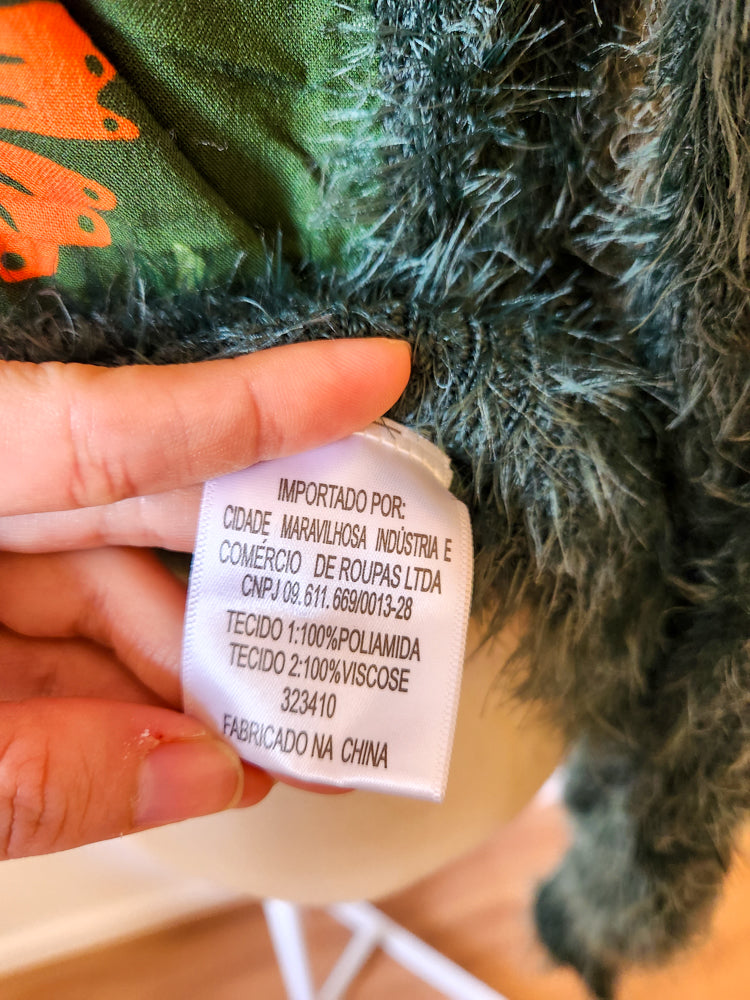 IMPORTADO POR:
CIDADE MARAVILHOSA INDÚSTRIA E
COMÉRCIO DE ROUPAS LTDA
CNPJ 09.611.669/0013-28
TECIDO 1:100%POLIAMIDA
TECIDO 2:100%VISCOSE
323410
FABRICADO NA CHINA